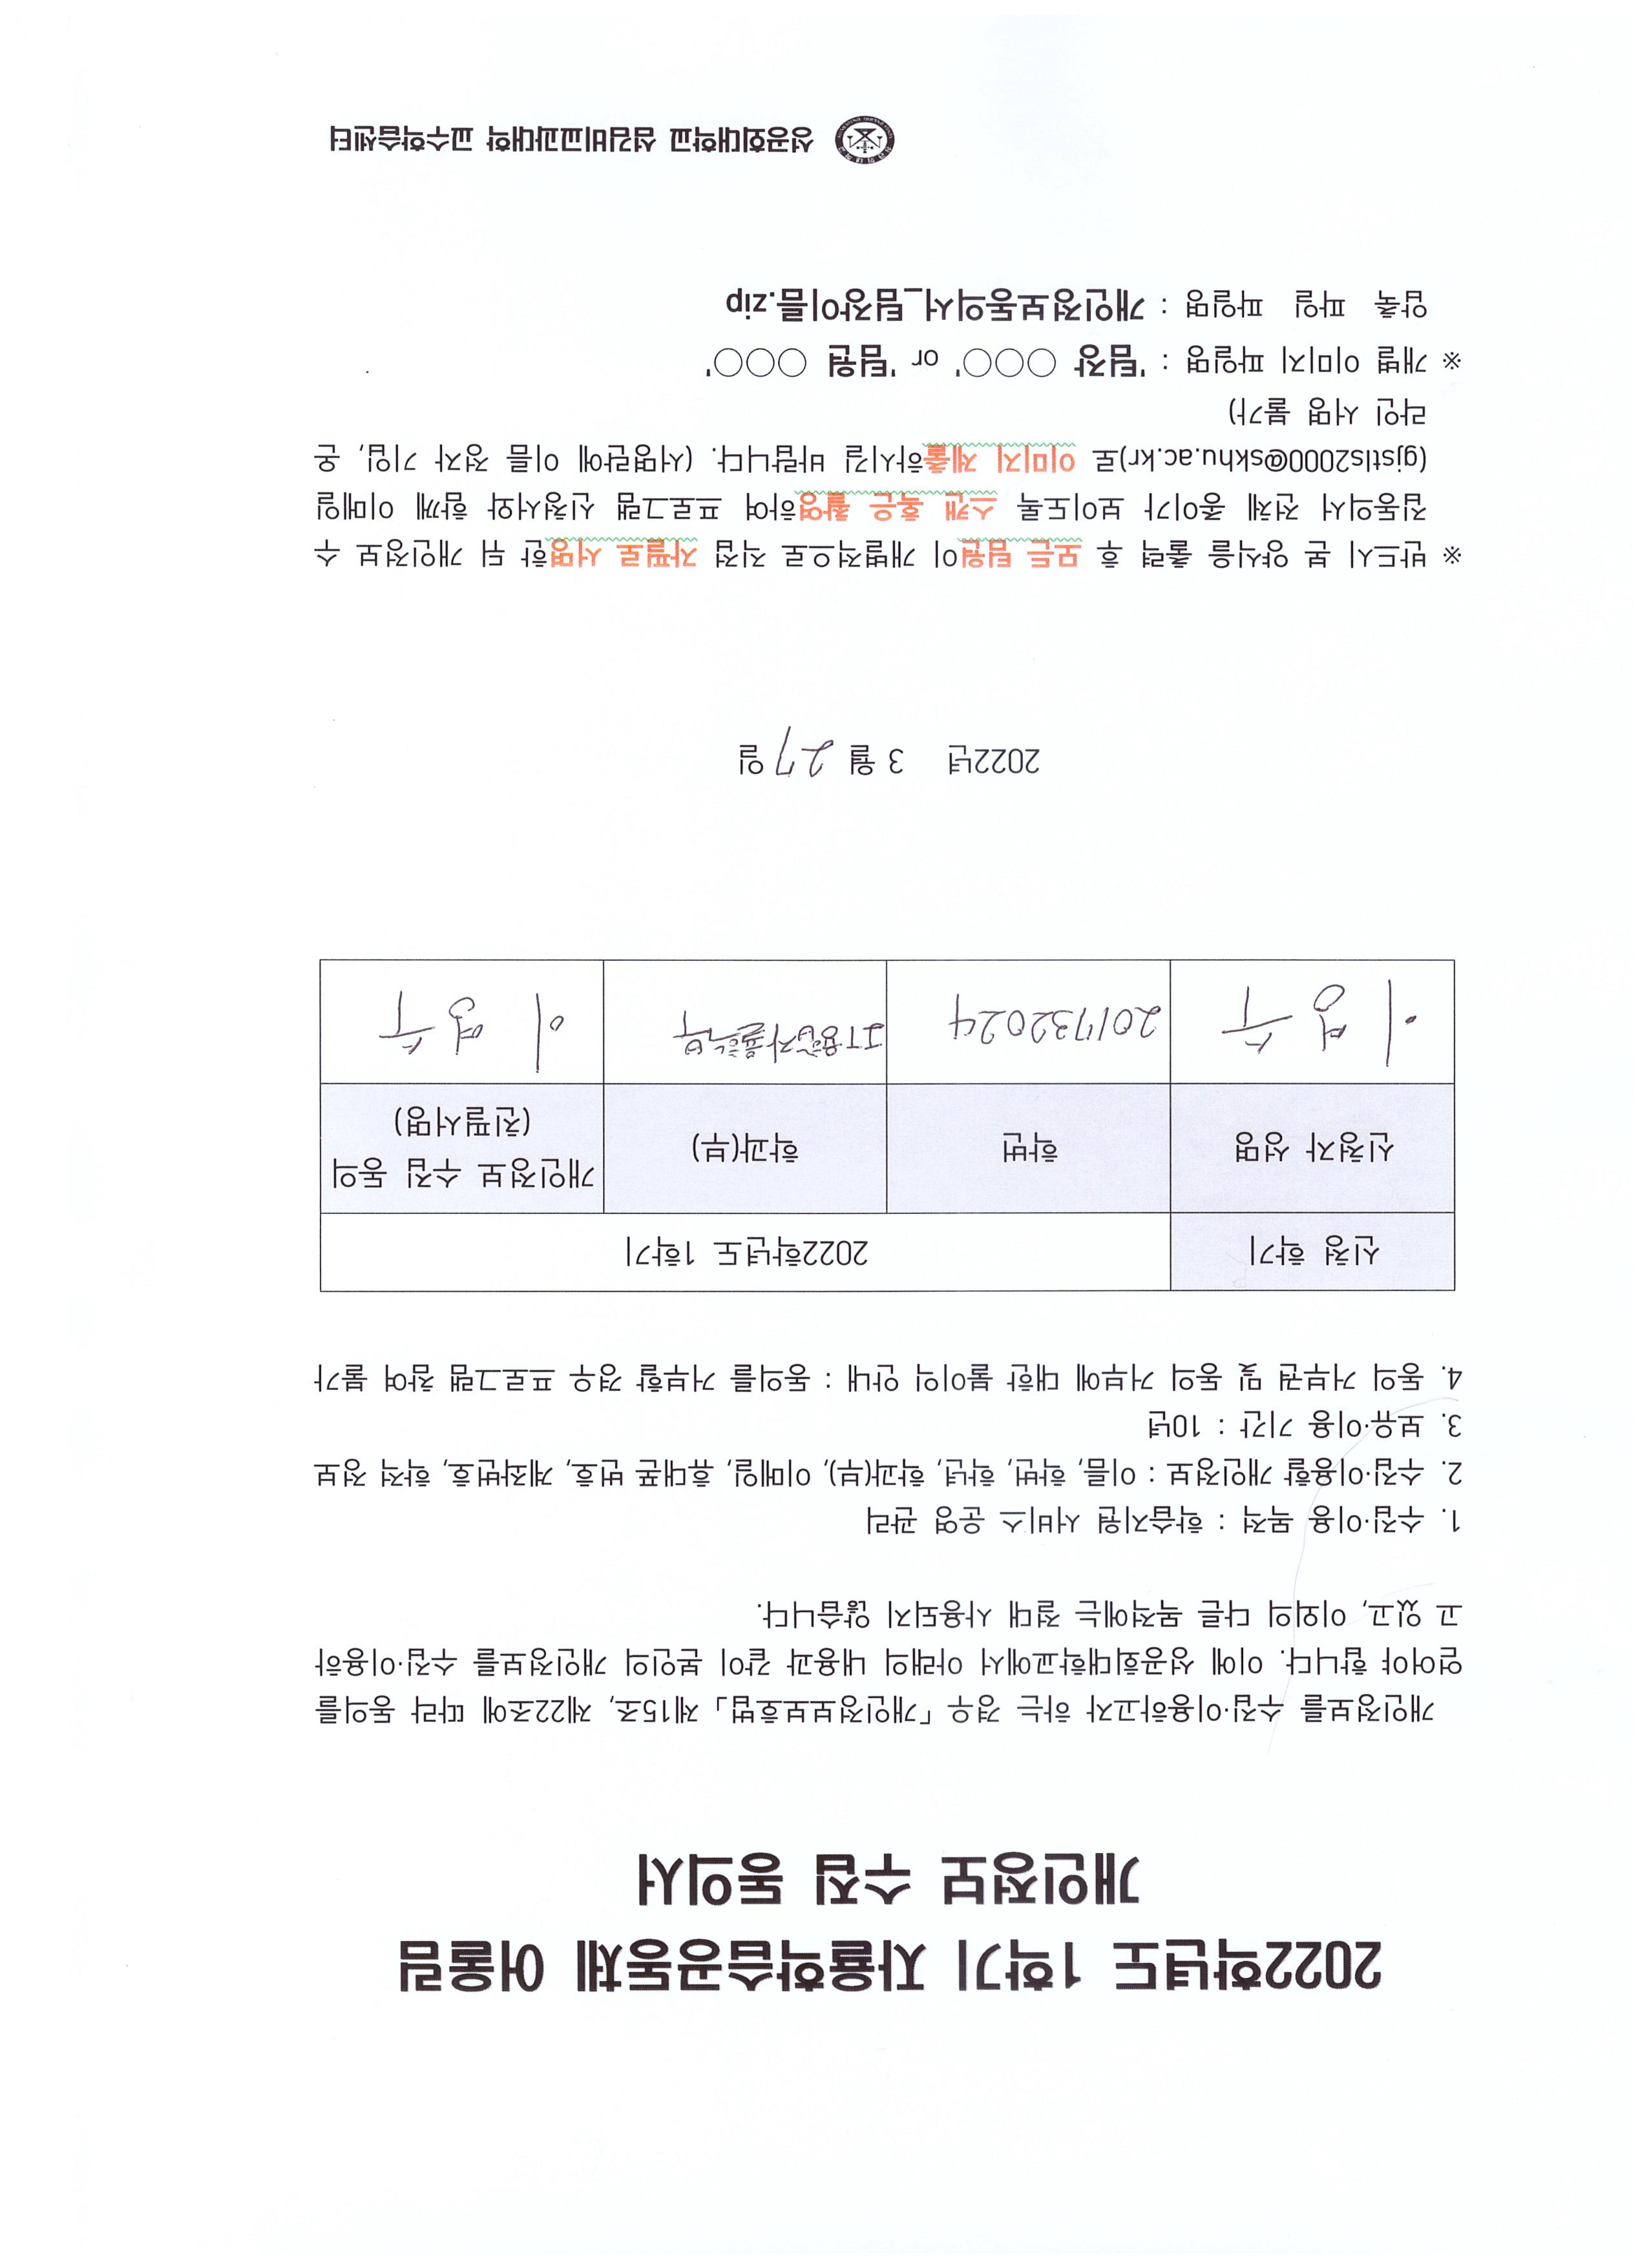 2022학년도 1학기 자율학습공동체 어울림
개인정보 수집 동의서
개인정보를 수집·이용하고자 하는 경우 「개인정보보호법」 제15조, 제22조에 따라 동의를
얻어야 합니다. 이에 성공회대학교에서 아래의 내용과 같이 본인의 개인정보를 수집·이용하
고 있고, 이외의 다른 목적에는 절대 사용되지 않습니다.
1. 수집·이용 목적 : 학습지원 서비스 운영 관리
2. 수집·이용할 개인정보 : 이름, 학번, 학년, 학과(부), 이메일, 휴대폰 번호, 계좌번호, 학적 정보
3. 보유·이용 기간 : 10년
4. 동의 거부권 및 동의 거부에 대한 불이익 안내 : 동의를 거부할 경우 프로그램 참여 불가
신청 학기 2022학년도 1학기
신청자 성명 학번 학과(부) 개인정보 수집 동의
(친필서명)
이영수 201732024 IT융합자율학부 이영수
2022년 3월 27일
※ 반드시 본 양식을 출력 후 모든 팀원이 개별적으로 직접 자필로 서명한 뒤 개인정보 수
집동의서 전체 종이가 보이도록 스캔 혹은 촬영하여 프로그램 신청서와 함께 이메일
(gjstls2000@skhu.ac.kr)로 이미지 제출하시길 바랍니다. (서명란에 이름 정자 기입, 온
라인 서명 불가)
※ 개별 이미지 파일명 : '팀장 ○○○' or '팀원 ○○○'
압축 파일 파일명 : 개인정보동의서_팀장이름.zip
성공회대학교 섬김비교과대학 교수학습센터